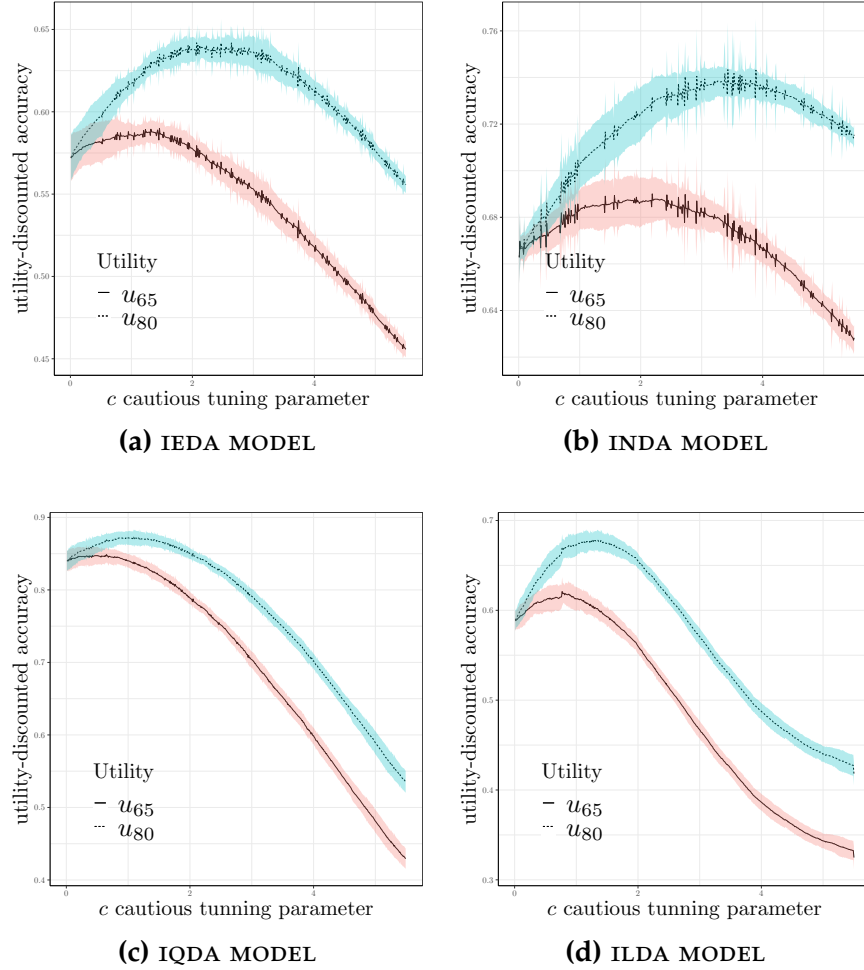 utility-discounted accuracy
0.65
0.60
0.55
0.50
0.45
Utility
u65
u80
0
2
4
c cautious tuning parameter
(a) IEDA MODEL
utility-discounted accuracy
0.76
0.72
0.68
0.64
Utility
u65
u80
0
2
4
c cautious tuning parameter
(b) INDA MODEL
utility-discounted accuracy
0.9
0.8
0.7
0.6
0.5
0.4
Utility
u65
u80
0
2
4
c cautious tunning parameter
(c) IQDA MODEL
utility-discounted accuracy
0.7
0.6
0.5
0.4
0.3
Utility
u65
u80
0
2
4
c cautious tunning parameter
(d) ILDA MODEL